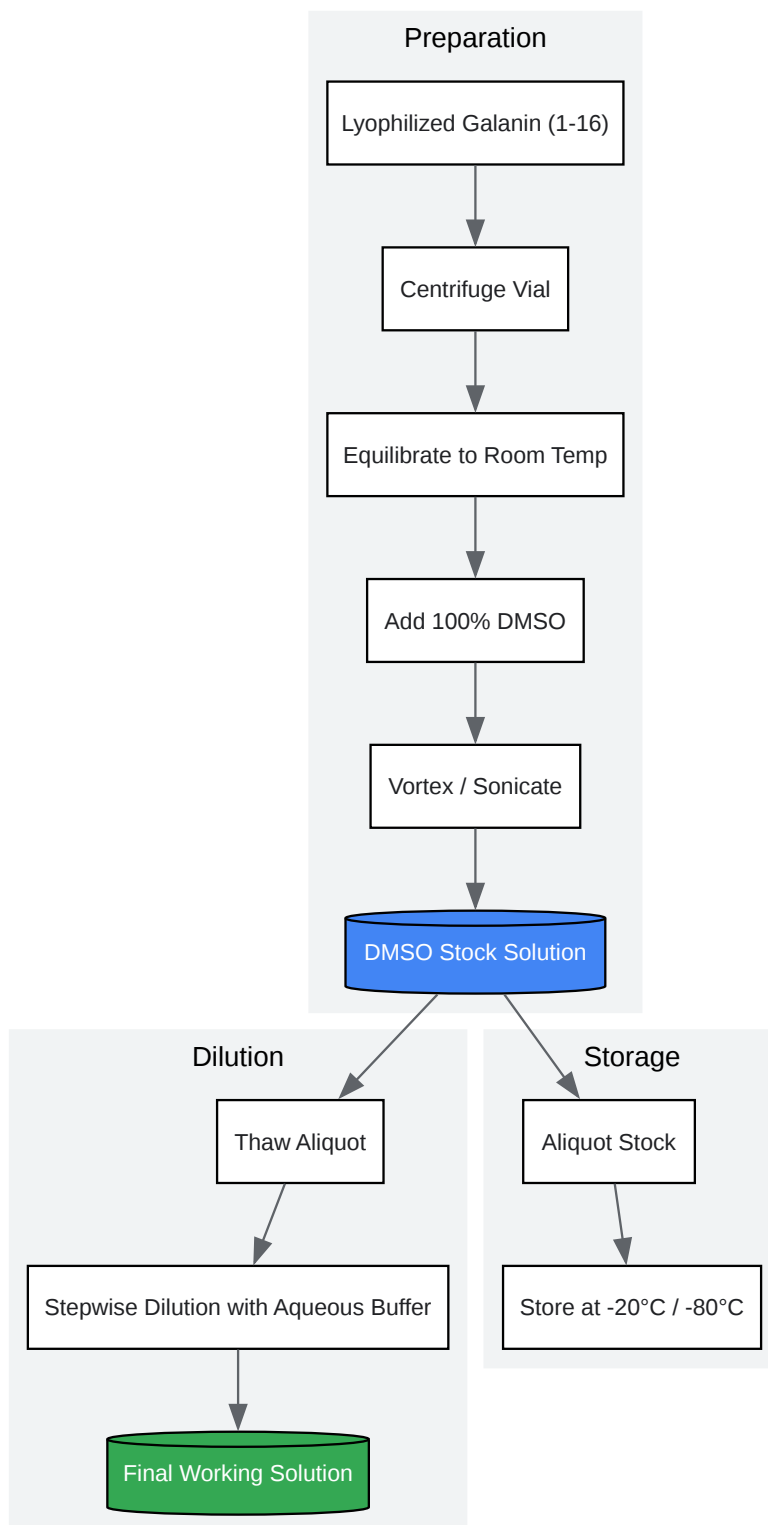 Preparation
Lyophilized Galanin (1-16)
Centrifuge Vial
Equilibrate to Room Temp
Add 100% DMSO
Vortex / Sonicate
DMSO Stock Solution
Dilution
Thaw Aliquot
Stepwise Dilution with Aqueous Buffer
Final Working Solution
Storage
Aliquot Stock
Store at -20°C / -80°C